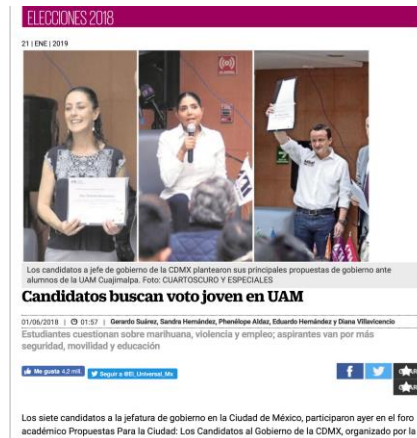 ELECCIONES 2018
21 | ENE | 2019
Los candidatos a jefe de gobierno de la CDMX plantearon sus principales propuestas de gobierno ante
alumnos de la UAM Cuajimalpa. Foto: CUARTOSCURO Y ESPECIALES
Candidatos buscan voto joven en UAM
01/06/2018 | 01:57 | Gerardo Suárez, Sandra Hernández, Phenélope Aldaz, Eduardo Hernández y Diana Villavicencio
Estudiantes cuestionan sobre marihuana, violencia y empleo; aspirantes van por más
seguridad, movilidad y educación
Me gusta 4,2 mill.
Seguir a @El_Universal_Mx
Los siete candidatos a la jefatura de gobierno en la Ciudad de México, participaron ayer en el foro
académico Propuestas Para la Ciudad: Los Candidatos al Gobierno de la CDMX, organizado por la